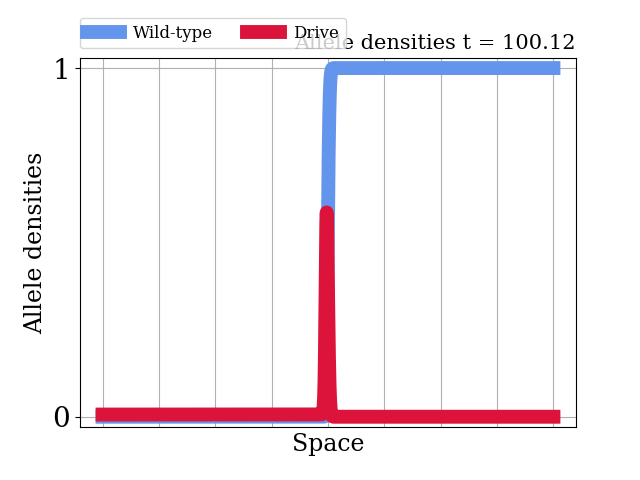 Wild-type Drive
Allele densities t = 100.12
1
Allele densities
0
Space